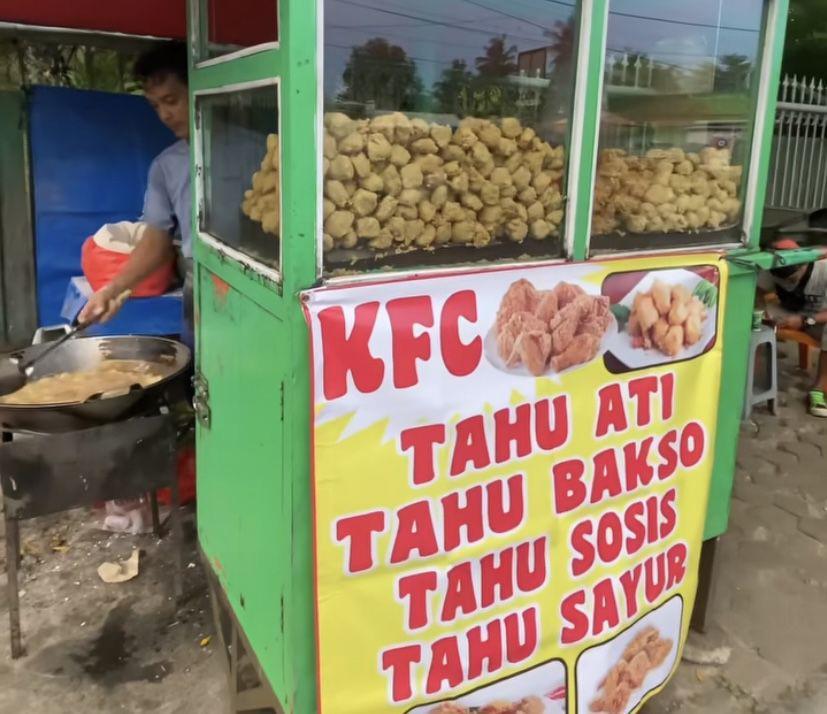 KFC
TAHU ATI
TAHU BAKSO
TAHU SOSIS
TAHU SAYUR